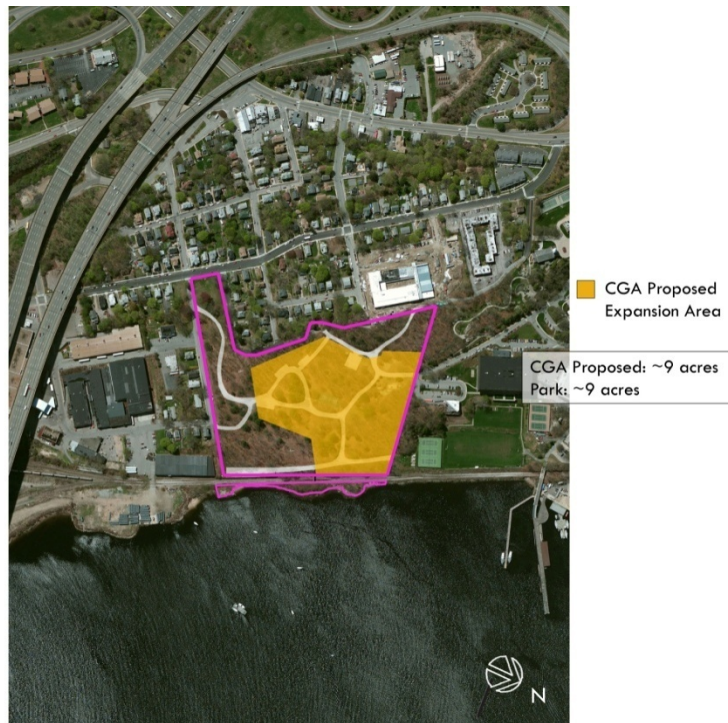 CGA Proposed
Expansion Area
CGA Proposed: ~9 acres
Park: ~9 acres
N